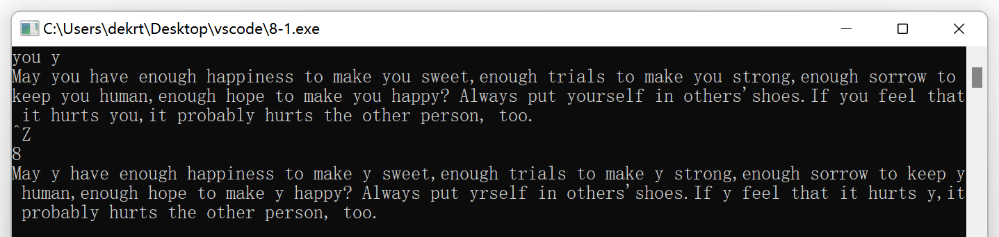 C:\Users\dekrt\Desktop\vscode\8-1.exe
you y
May you have enough happiness to make you sweet,enough trials to make you strong,enough sorrow to
keep you human,enough hope to make you happy? Always put yourself in others'shoes.If you feel that
it hurts you,it probably hurts the other person, too.
^Z
8
May y have enough happiness to make y sweet,enough trials to make y strong,enough sorrow to keep y
human,enough hope to make y happy? Always put yrself in others'shoes.If y feel that it hurts y,it
probably hurts the other person, too.